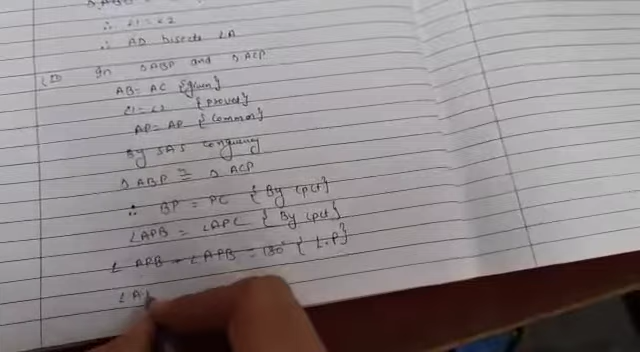 ∴ ∠1 = ∠2
∴ AD bisects ∠A
In △ABP and △ACP
AB = AC {given}
∠1 = ∠2 {proved}
AP = AP {common}
By SAS congruency
△ABP ≅ △ACP
∴ BP = PC {By cpct}
∠APB = ∠APC {By cpct}
∠APB - ∠APB = 180° {L.P}
∠A